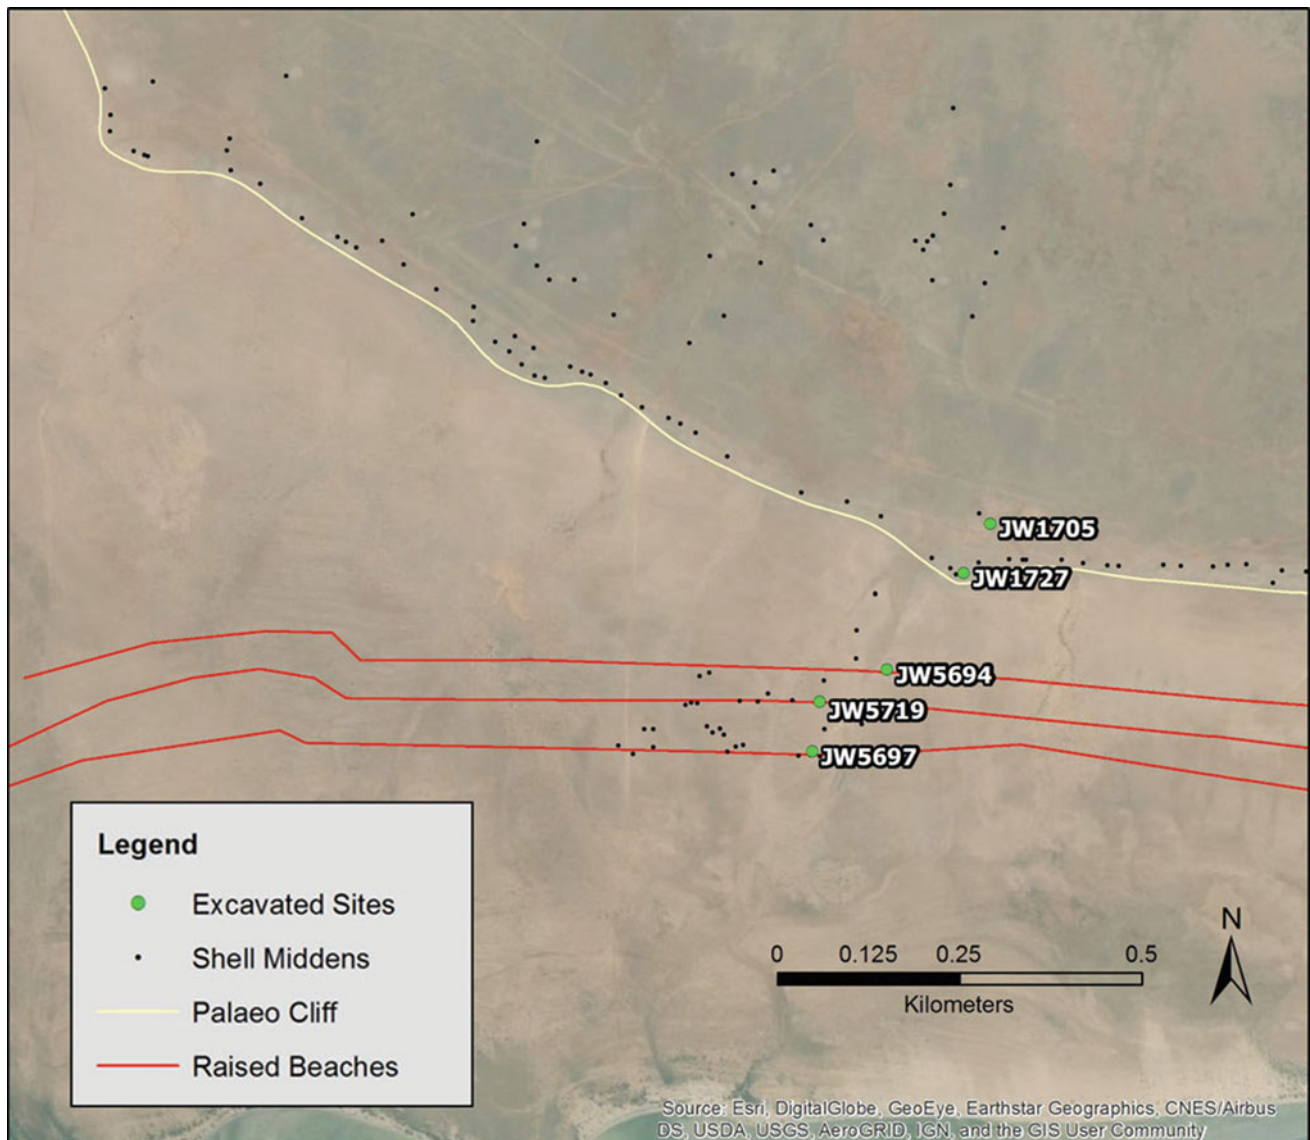 JW1705
JW1727
JW5694
JW5719
JW5697
Legend
Excavated Sites
Shell Middens
Palaeo Cliff
Raised Beaches
N
0 0.125 0.25 0.5
Kilometers
Source: Esri, DigitalGlobe, GeoEye, Earthstar Geographics, CNES/Airbus
DS, USDA, USGS, AeroGRID, IGN, and the GIS User Community